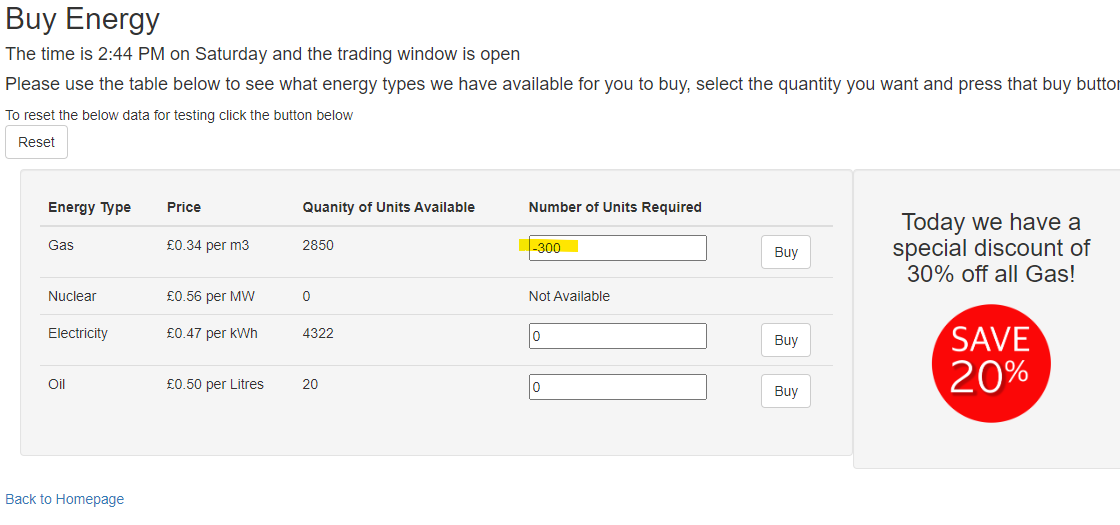 Buy Energy
The time is 2:44 PM on Saturday and the trading window is open
Please use the table below to see what energy types we have available for you to buy, select the quantity you want and press that buy button
To reset the below data for testing click the button below
Reset
Energy Type Price Quanity of Units Available Number of Units Required
Gas £0.34 per m3 2850 -300 Buy
Nuclear £0.56 per MW 0 Not Available
Electricity £0.47 per kWh 4322 0 Buy
Oil £0.50 per Litres 20 0 Buy
Today we have a
special discount of
30% off all Gas!
SAVE
20%
Back to Homepage